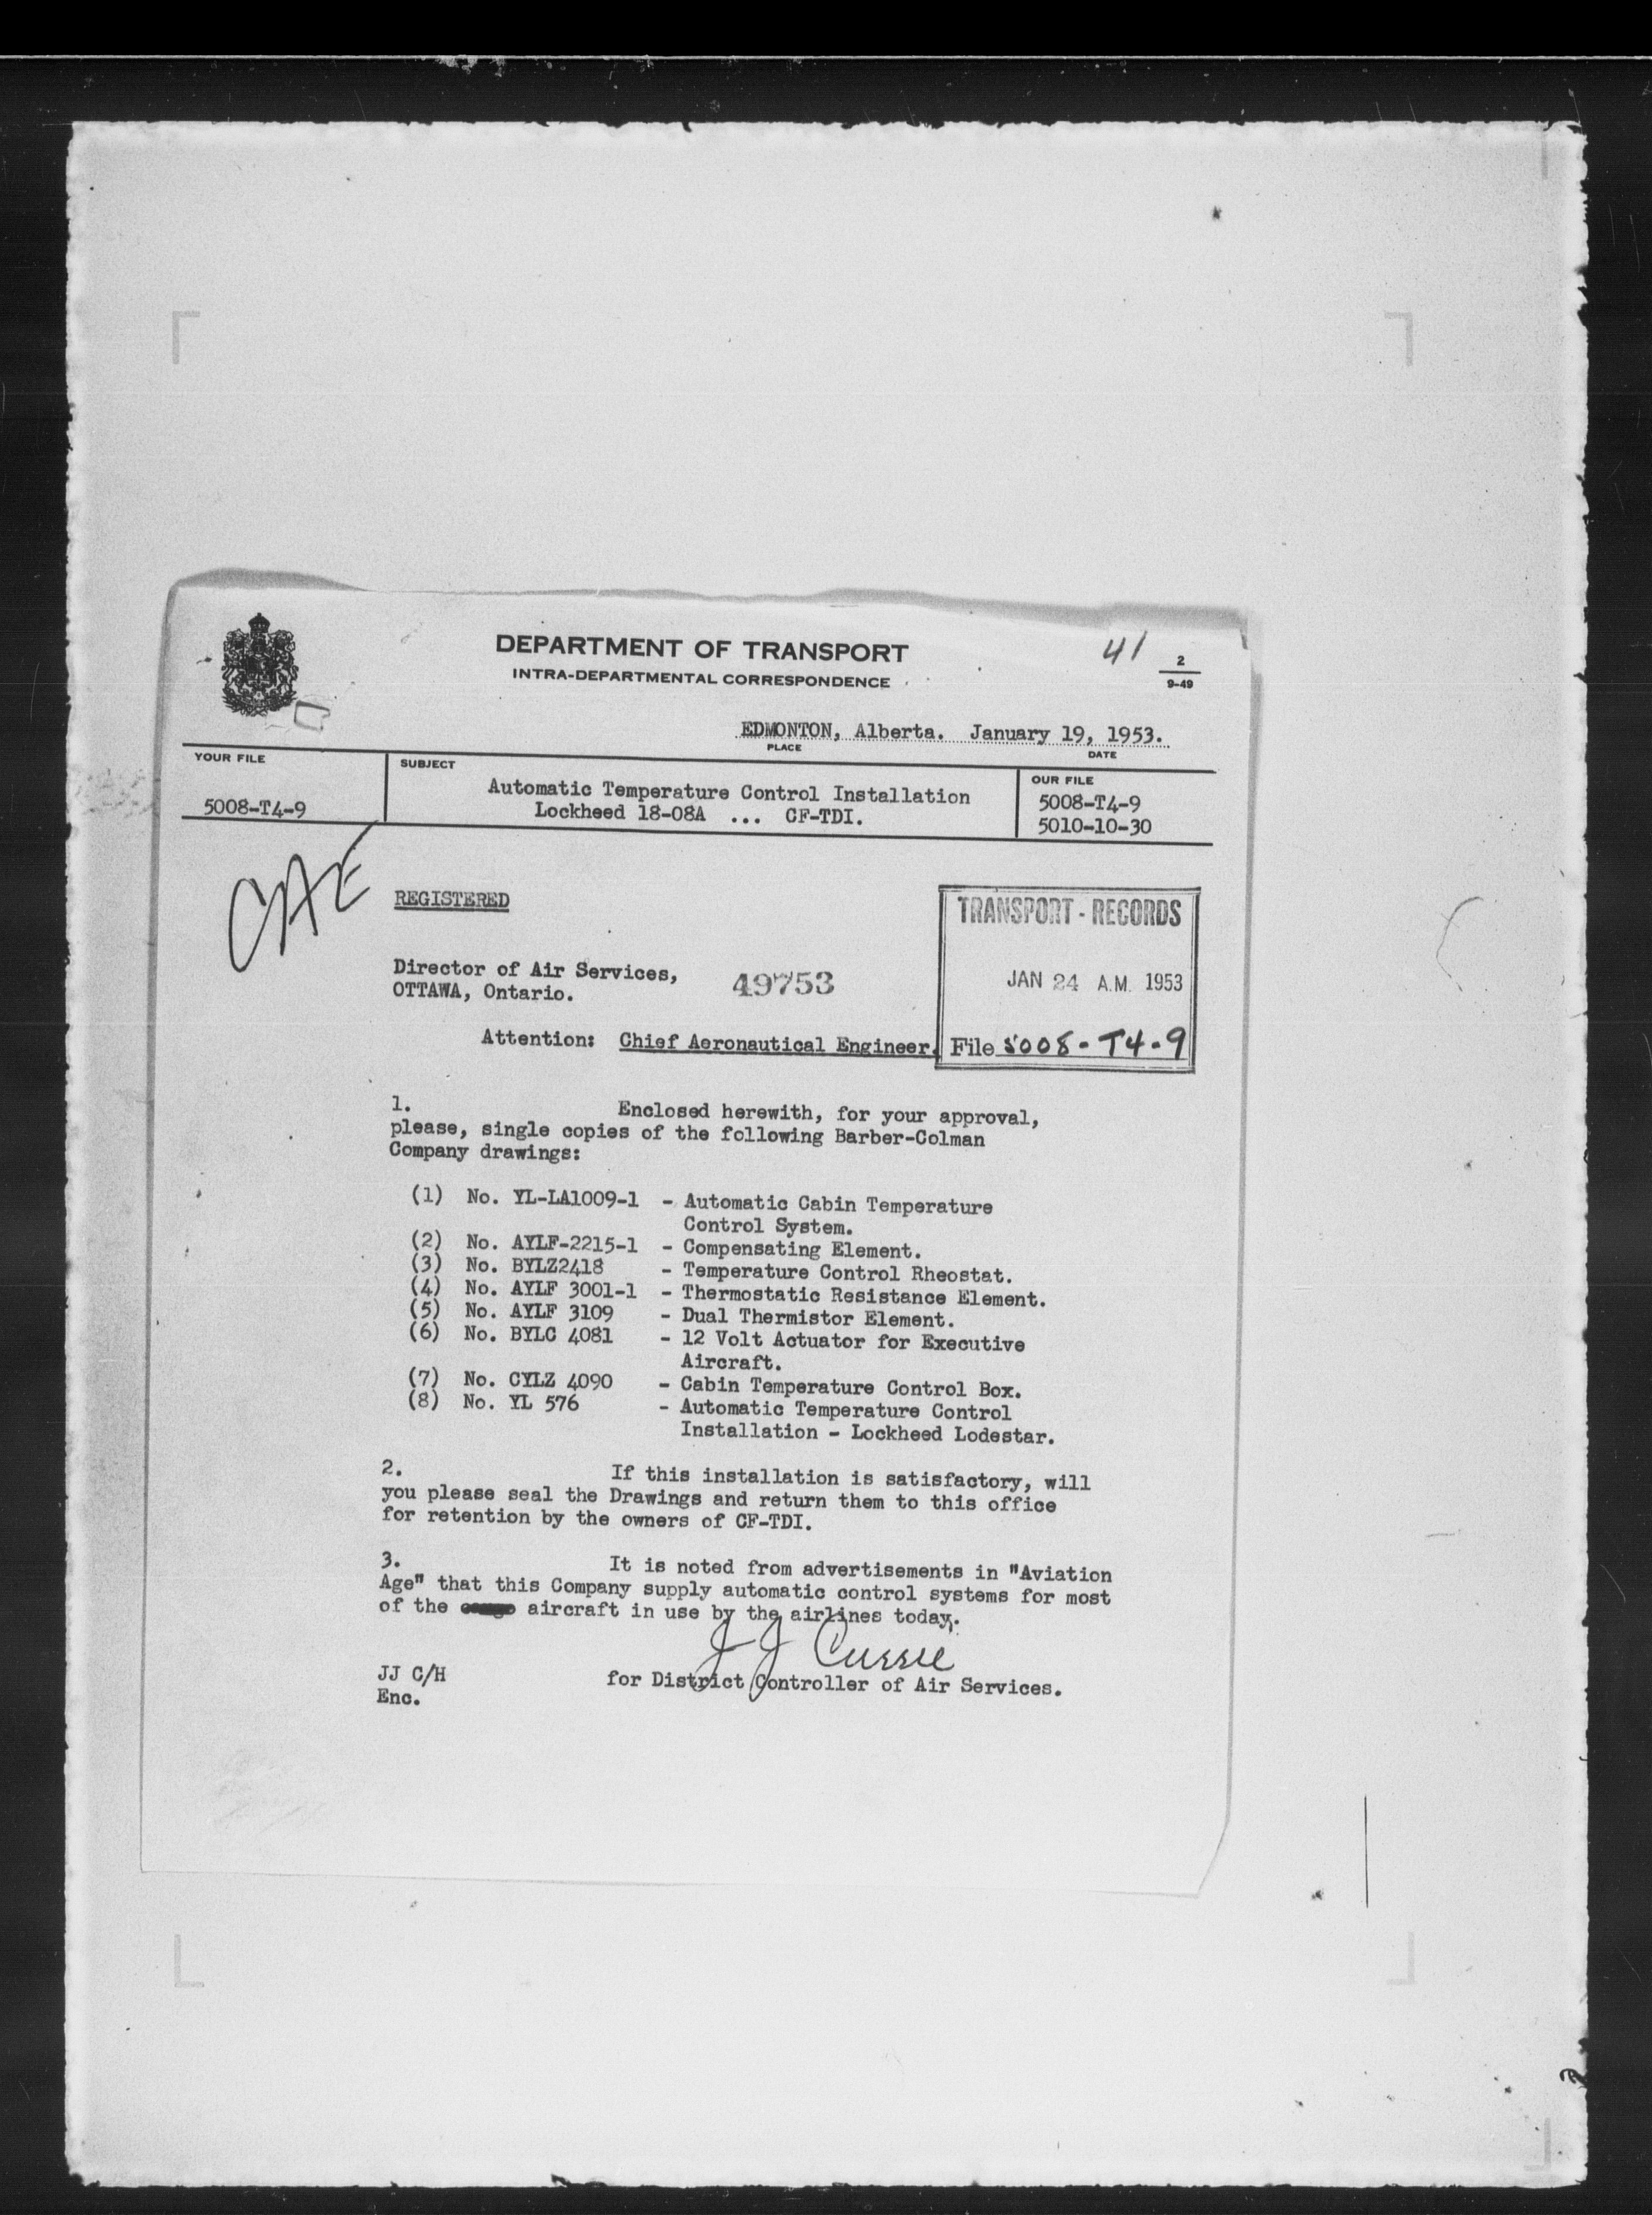 DEPARTMENT OF TRANSPORT
INTRA-DEPARTMENTAL CORRESPONDENCE
41
2
9-49
EDMONTON, Alberta. January 19, 1953.
PLACE
DATE
YOUR FILE
5008-T4-9
SUBJECT
Automatic Temperature Control Installation
Lockheed 18-08A ... CF-TDI.
OUR FILE
5008-T4-9
5010-10-30
CAE
REGISTERED
TRANSPORT - RECORDS
JAN 24 A.M. 1953
File 5008-T4-9
Director of Air Services,
OTTAWA, Ontario.
49753
Attention: Chief Aeronautical Engineer.
1. Enclosed herewith, for your approval,
please, single copies of the following Barber-Colman
Company drawings:
(1) No. YL-LA1009-1 - Automatic Cabin Temperature
Control System.
(2) No. AYLF-2215-1 - Compensating Element.
(3) No. BYLZ2418 - Temperature Control Rheostat.
(4) No. AYLF 3001-1 - Thermostatic Resistance Element.
(5) No. AYLF 3109 - Dual Thermistor Element.
(6) No. BYLC 4081 - 12 Volt Actuator for Executive
Aircraft.
(7) No. CYLZ 4090 - Cabin Temperature Control Box.
(8) No. YL 576 - Automatic Temperature Control
Installation - Lockheed Lodestar.
2. If this installation is satisfactory, will
you please seal the Drawings and return them to this office
for retention by the owners of CF-TDI.
3. It is noted from advertisements in "Aviation
Age" that this Company supply automatic control systems for most
of the aircraft in use by the airlines today.
J J Currie
JJ C/H
for District Controller of Air Services.
Enc.